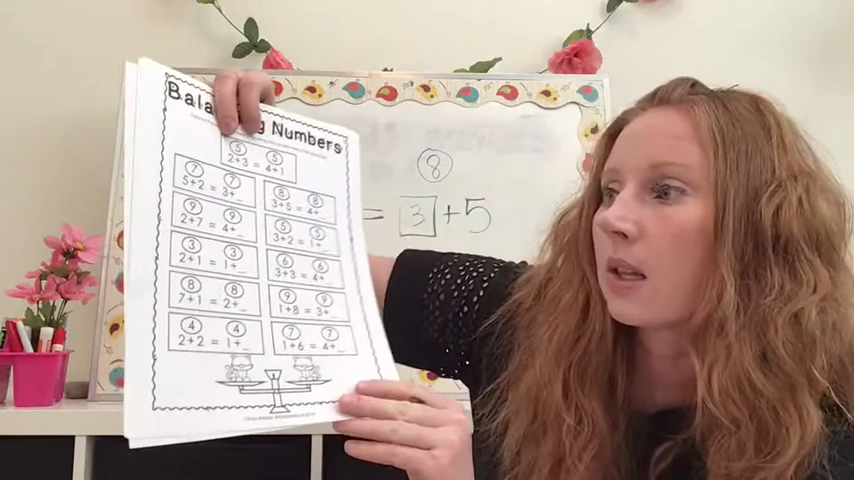 Bala g Numbers
5 5
2+3 = 4+1
7 7
5+2 = 3+_
8 8
3+5 = 4+_
9 9
2+7 = 4+_
5 5
3+2 = 1+_
3 3
2+1 = 3+_
6 6
3+3 = 4+_
8 8
7+1 = 2+_
9 9
1+8 = 3+_
4 4
2+2 = 1+_
7 7
1+6 = 4+_
8
= 3 +5